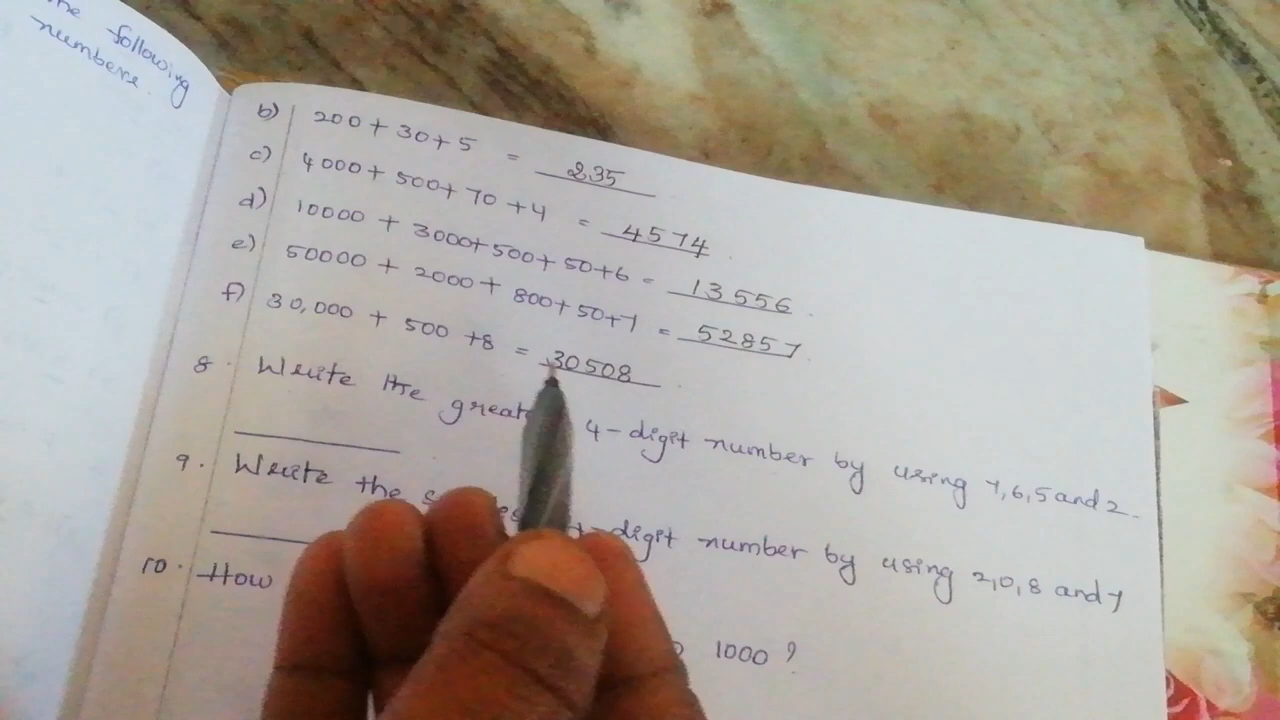 the following
numbers.
b) 200 + 30 + 5 = 235
c) 4000 + 500 + 70 + 4 = 4574
d) 10000 + 3000 + 500 + 50 + 6 = 13556
e) 50000 + 2000 + 800 + 50 + 7 = 52857
f) 30,000 + 500 + 8 = 30508
8. Write the 4-digit number by using 7,6,5 and 2.
9. Write the digit number by using 2,0,8 and 7
10. How 1000 ?